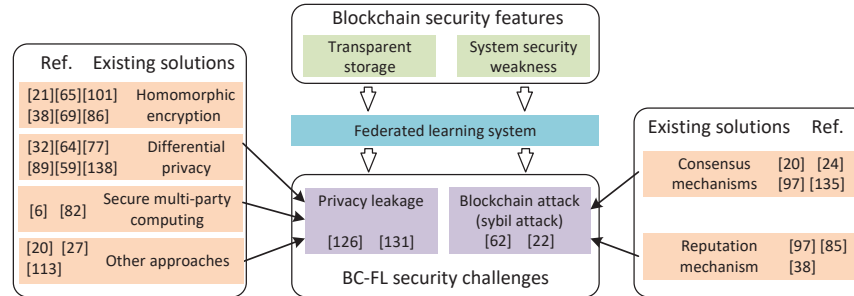 Blockchain security features
Transparent
storage
System security
weakness
Federated learning system
Privacy leakage
[126] [131]
Blockchain attack
(sybil attack)
[62] [22]
BC-FL security challenges
Ref. Existing solutions
[21][65][101] Homomorphic
[38][69][86] encryption
[32][64][77] Differential
[89][59][138] privacy
[6] [82] Secure multi-party
computing
[20] [27]
[113] Other approaches
Existing solutions Ref.
Consensus [20] [24]
mechanisms [97] [135]
Reputation [97] [85]
mechanism [38]